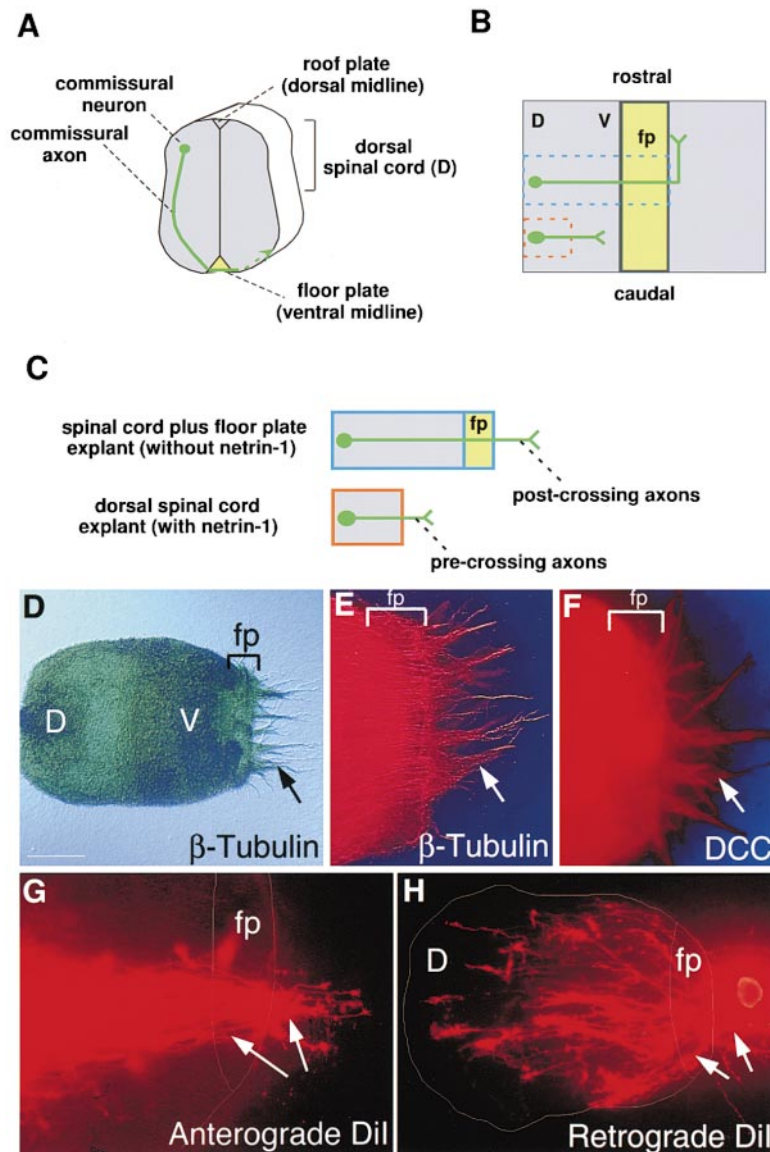 A
roof plate
(dorsal midline)
commissural
neuron
commissural
axon
dorsal
spinal cord (D)
floor plate
(ventral midline)
B
rostral
D
V
fp
caudal
C
spinal cord plus floor plate
explant (without netrin-1)
fp
post-crossing axons
dorsal spinal cord
explant (with netrin-1)
pre-crossing axons
D
fp
D
V
β-Tubulin
E
fp
β-Tubulin
F
fp
DCC
G
fp
Anterograde DiI
H
D
fp
Retrograde DiI